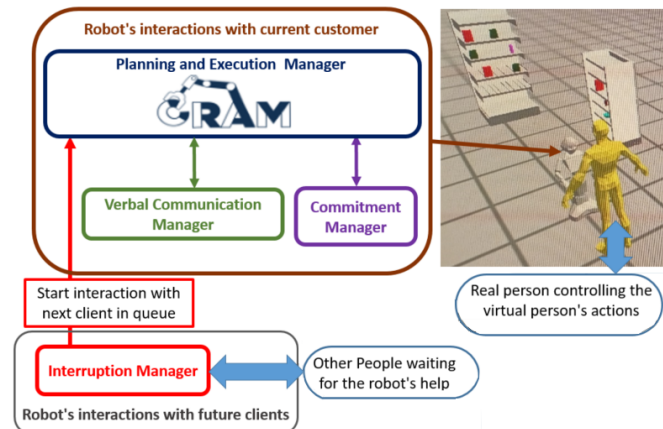 Robot's interactions with current customer
Planning and Execution Manager
CRAM
Verbal Communication
Manager
Commitment
Manager
Start interaction with
next client in queue
Real person controlling the
virtual person's actions
Interruption Manager
Other People waiting
for the robot's help
Robot's interactions with future clients